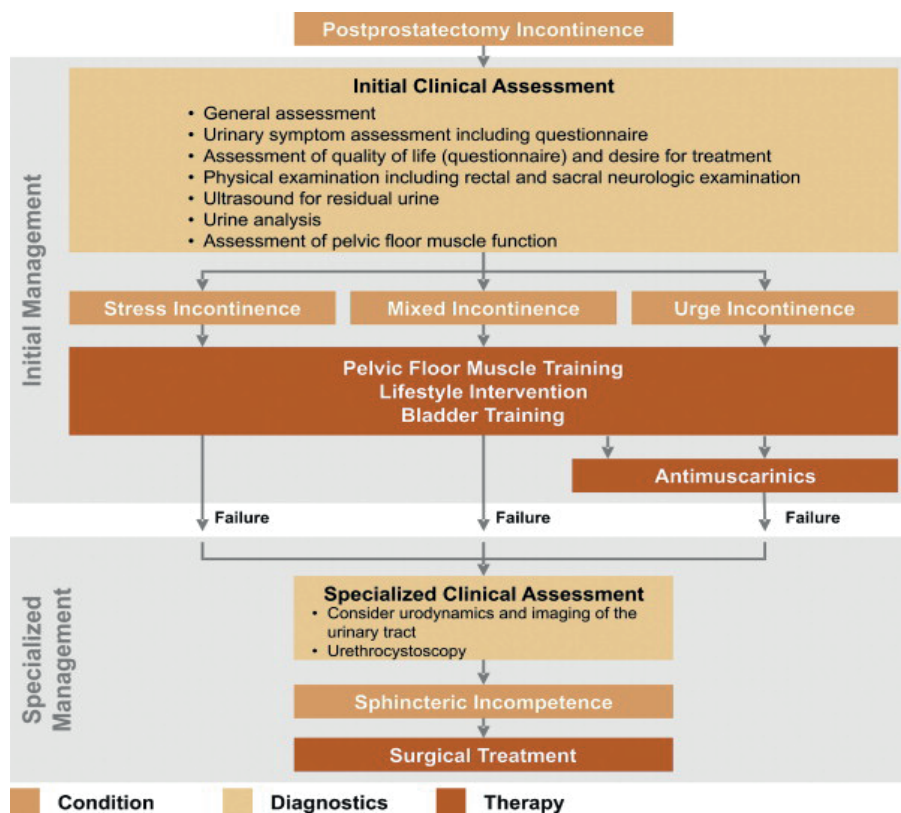 Postprostatectomy Incontinence
Initial Management
Initial Clinical Assessment
• General assessment
• Urinary symptom assessment including questionnaire
• Assessment of quality of life (questionnaire) and desire for treatment
• Physical examination including rectal and sacral neurologic examination
• Ultrasound for residual urine
• Urine analysis
• Assessment of pelvic floor muscle function
Stress Incontinence
Mixed Incontinence
Urge Incontinence
Pelvic Floor Muscle Training
Lifestyle Intervention
Bladder Training
Antimuscarinics
Failure
Failure
Failure
Specialized
Management
Specialized Clinical Assessment
• Consider urodynamics and imaging of the
urinary tract
• Urethrocystoscopy
Sphincteric Incompetence
Surgical Treatment
Condition
Diagnostics
Therapy